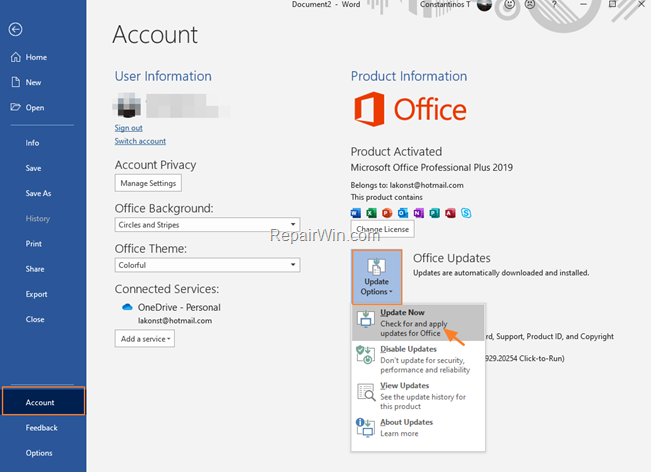 Document2 - Word
Constantinos T
?
Account
Home
New
Open
Info
Save
Save As
History
Print
Share
Export
Close
Account
Feedback
Options
User Information
Sign out
Switch account
Account Privacy
Manage Settings
Office Background:
Circles and Stripes
Office Theme:
Colorful
Connected Services:
OneDrive - Personal
lakonst@hotmail.com
Add a service
Product Information
Office
Product Activated
Microsoft Office Professional Plus 2019
Belongs to: lakonst@hotmail.com
This product contains
Change License
RepairWin.com
Update
Options
Office Updates
Updates are automatically downloaded and installed.
Update Now
Check for and apply
updates for Office
Disable Updates
Don't update for security,
performance and reliability
View Updates
See the update history for
this product
About Updates
Learn more
rd, Support, Product ID, and Copyright
929.20254 Click-to-Run)